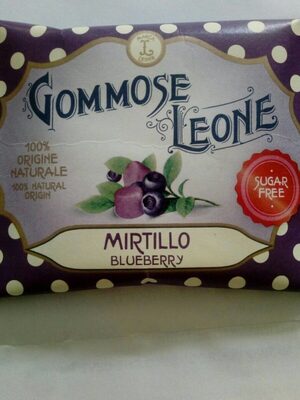 GOMMOSE
LEONE
100%
ORIGINE
NATURALE
100% NATURAL
ORIGIN
SUGAR
FREE
MIRTILLO
BLUEBERRY